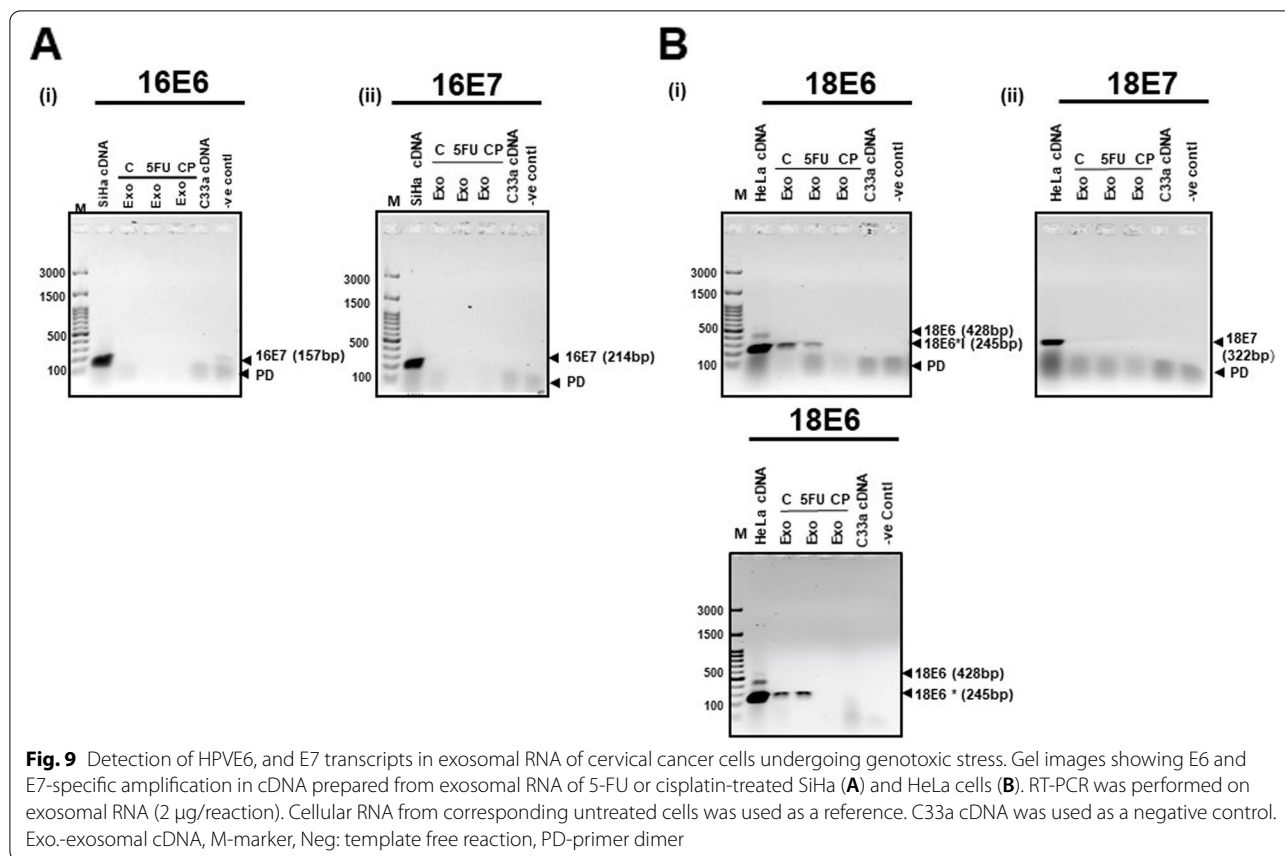 A
16E6
(i)
M
SiHa cDNA
C 5FU CP
Exo
Exo
Exo
C33a cDNA
-ve contl
3000
1500
500
100
16E7 (157bp)
PD
16E7
(ii)
M
SiHa cDNA
C 5FU CP
Exo
Exo
Exo
C33a cDNA
-ve contl
3000
1500
500
100
16E7 (214bp)
PD
B
18E6
(i)
M
HeLa cDNA
C 5FU CP
Exo
Exo
Exo
C33a cDNA
-ve contl
3000
1500
500
100
18E6 (428bp)
18E6*I (245bp)
PD
18E7
(ii)
HeLa cDNA
C 5FU CP
Exo
Exo
Exo
C33a cDNA
-ve contl
18E7
(322bp)
PD
18E6
M
HeLa cDNA
C 5FU CP
Exo
Exo
Exo
C33a cDNA
-ve Contl
3000
1500
500
100
18E6 (428bp)
18E6 * (245bp)
Fig. 9 Detection of HPVE6, and E7 transcripts in exosomal RNA of cervical cancer cells undergoing genotoxic stress. Gel images showing E6 and
E7-specific amplification in cDNA prepared from exosomal RNA of 5-FU or cisplatin-treated SiHa (A) and HeLa cells (B). RT-PCR was performed on
exosomal RNA (2 µg/reaction). Cellular RNA from corresponding untreated cells was used as a reference. C33a cDNA was used as a negative control.
Exo.-exosomal cDNA, M-marker, Neg: template free reaction, PD-primer dimer